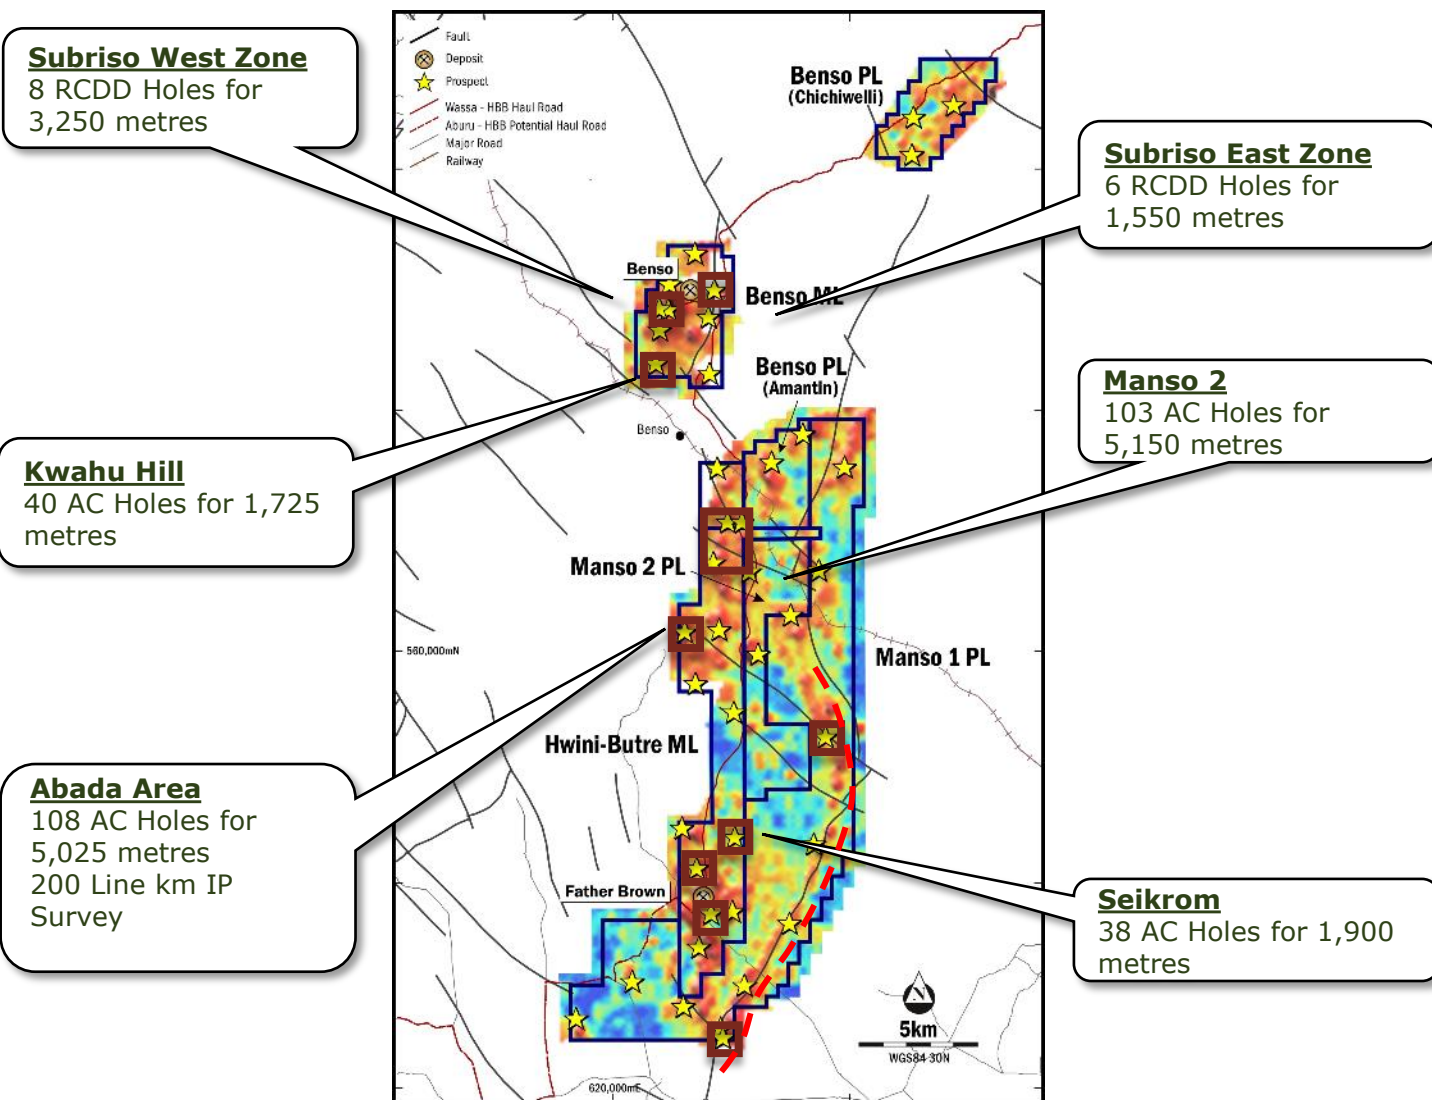 Subriso West Zone
8 RCDD Holes for
3,250 metres
Fault
Deposit
Prospect
Wassa - HBB Haul Road
Aburu - HBB Potential Haul Road
Major Road
Railway
Benso PL
(Chichiwelli)
Subriso East Zone
6 RCDD Holes for
1,550 metres
Benso
Benso ML
Benso PL
(Amantin)
Manso 2
103 AC Holes for
5,150 metres
Benso
Kwahu Hill
40 AC Holes for 1,725
metres
Manso 2 PL
560,000mN
Manso 1 PL
Hwini-Butre ML
Abada Area
108 AC Holes for
5,025 metres
200 Line km IP
Survey
Father Brown
Seikrom
38 AC Holes for 1,900
metres
N
5km
WGS84 30N
620,000mE